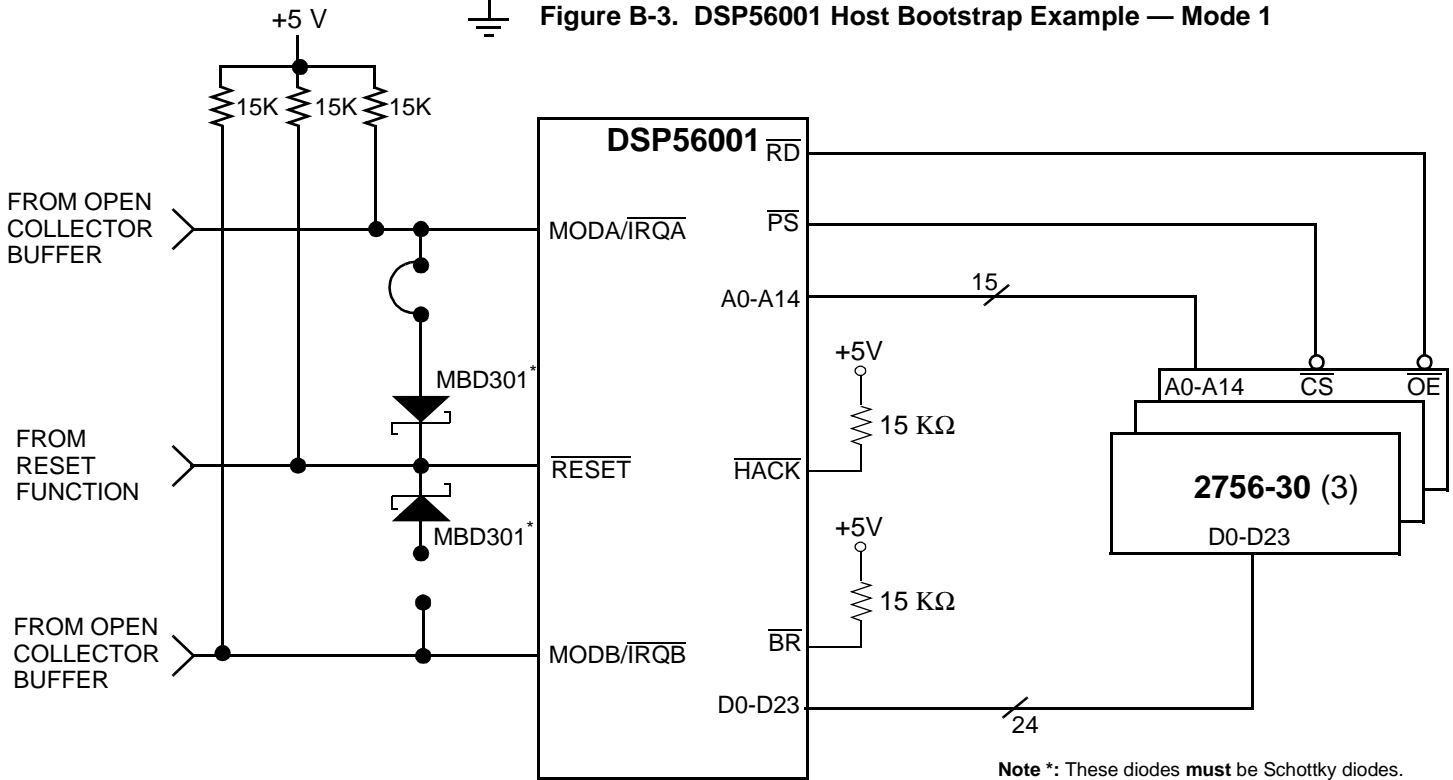 Figure B-3. DSP56001 Host Bootstrap Example — Mode 1
+5 V
15K
15K
15K
DSP56001
RD
FROM OPEN
COLLECTOR
BUFFER
MODA/IRQA
PS
A0-A14
15
+5V
15 KΩ
HACK
MBD301*
FROM
RESET
FUNCTION
RESET
MBD301*
A0-A14
CS
OE
2756-30 (3)
D0-D23
+5V
15 KΩ
BR
FROM OPEN
COLLECTOR
BUFFER
MODB/IRQB
D0-D23
24
Note *: These diodes must be Schottky diodes.